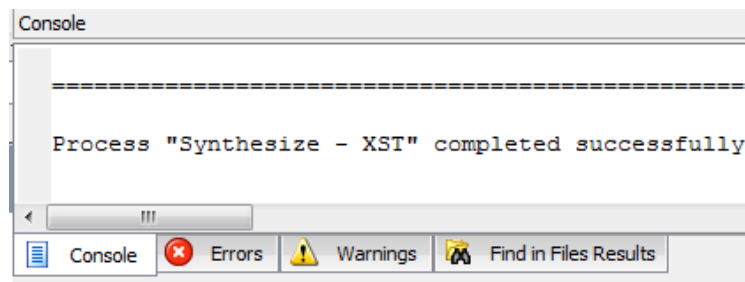 Console
=================================================
Process "Synthesize - XST" completed successfully
Console Errors Warnings Find in Files Results